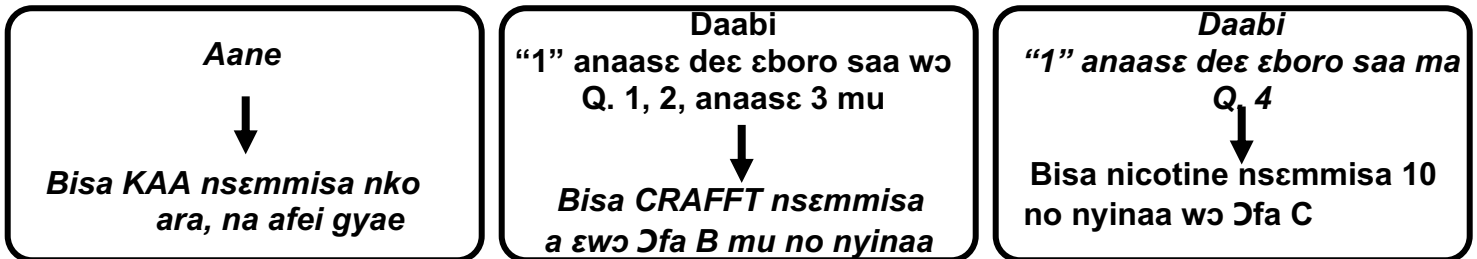 Aane
Bisa KAA nsɛmmisa nko
ara, na afei gyae
Daabi
“1” anaasɛ deɛ ɛboro saa wɔ
Q. 1, 2, anaasɛ 3 mu
Bisa CRAFFT nsɛmmisa
a ɛwɔ Ɔfa B mu no nyinaa
Daabi
“1” anaasɛ deɛ ɛboro saa ma
Q. 4
Bisa nicotine nsɛmmisa 10
no nyinaa wɔ Ɔfa C